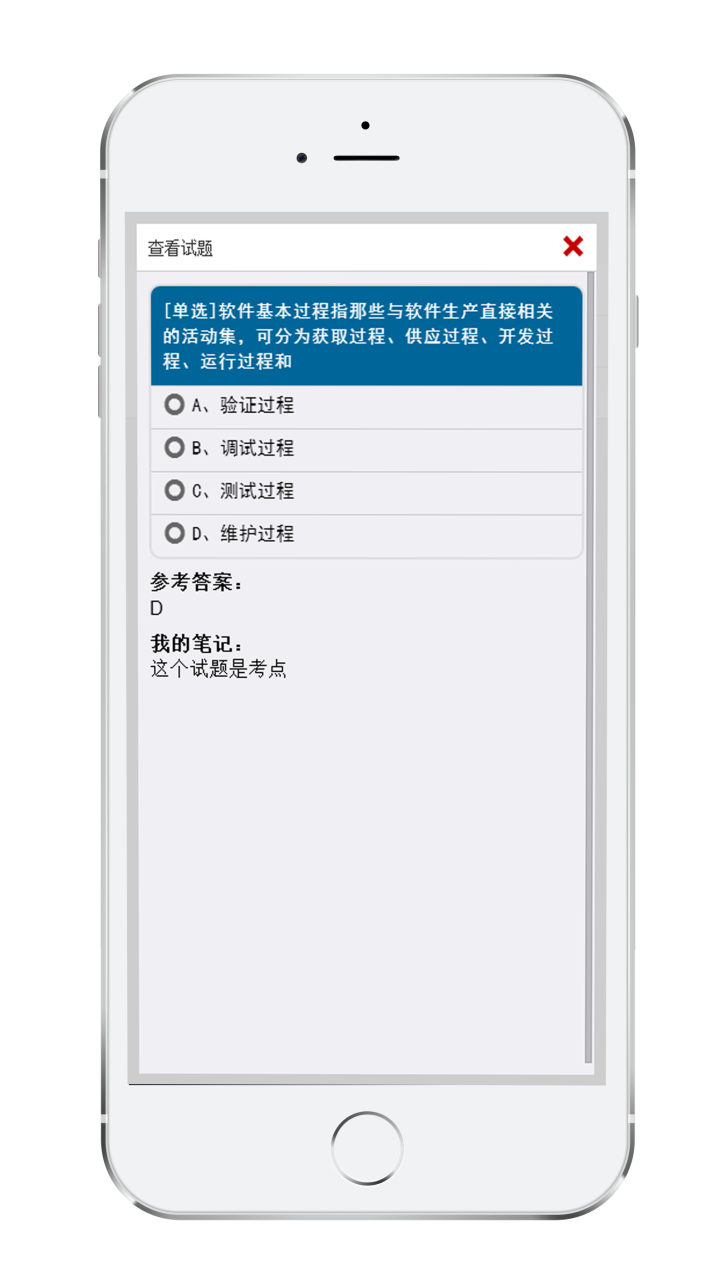 查看试题
[单选]软件基本过程指那些与软件生产直接相关
的活动集，可分为获取过程、供应过程、开发过
程、运行过程和
A、验证过程
B、调试过程
C、测试过程
D、维护过程
参考答案：
D
我的笔记：
这个试题是考点